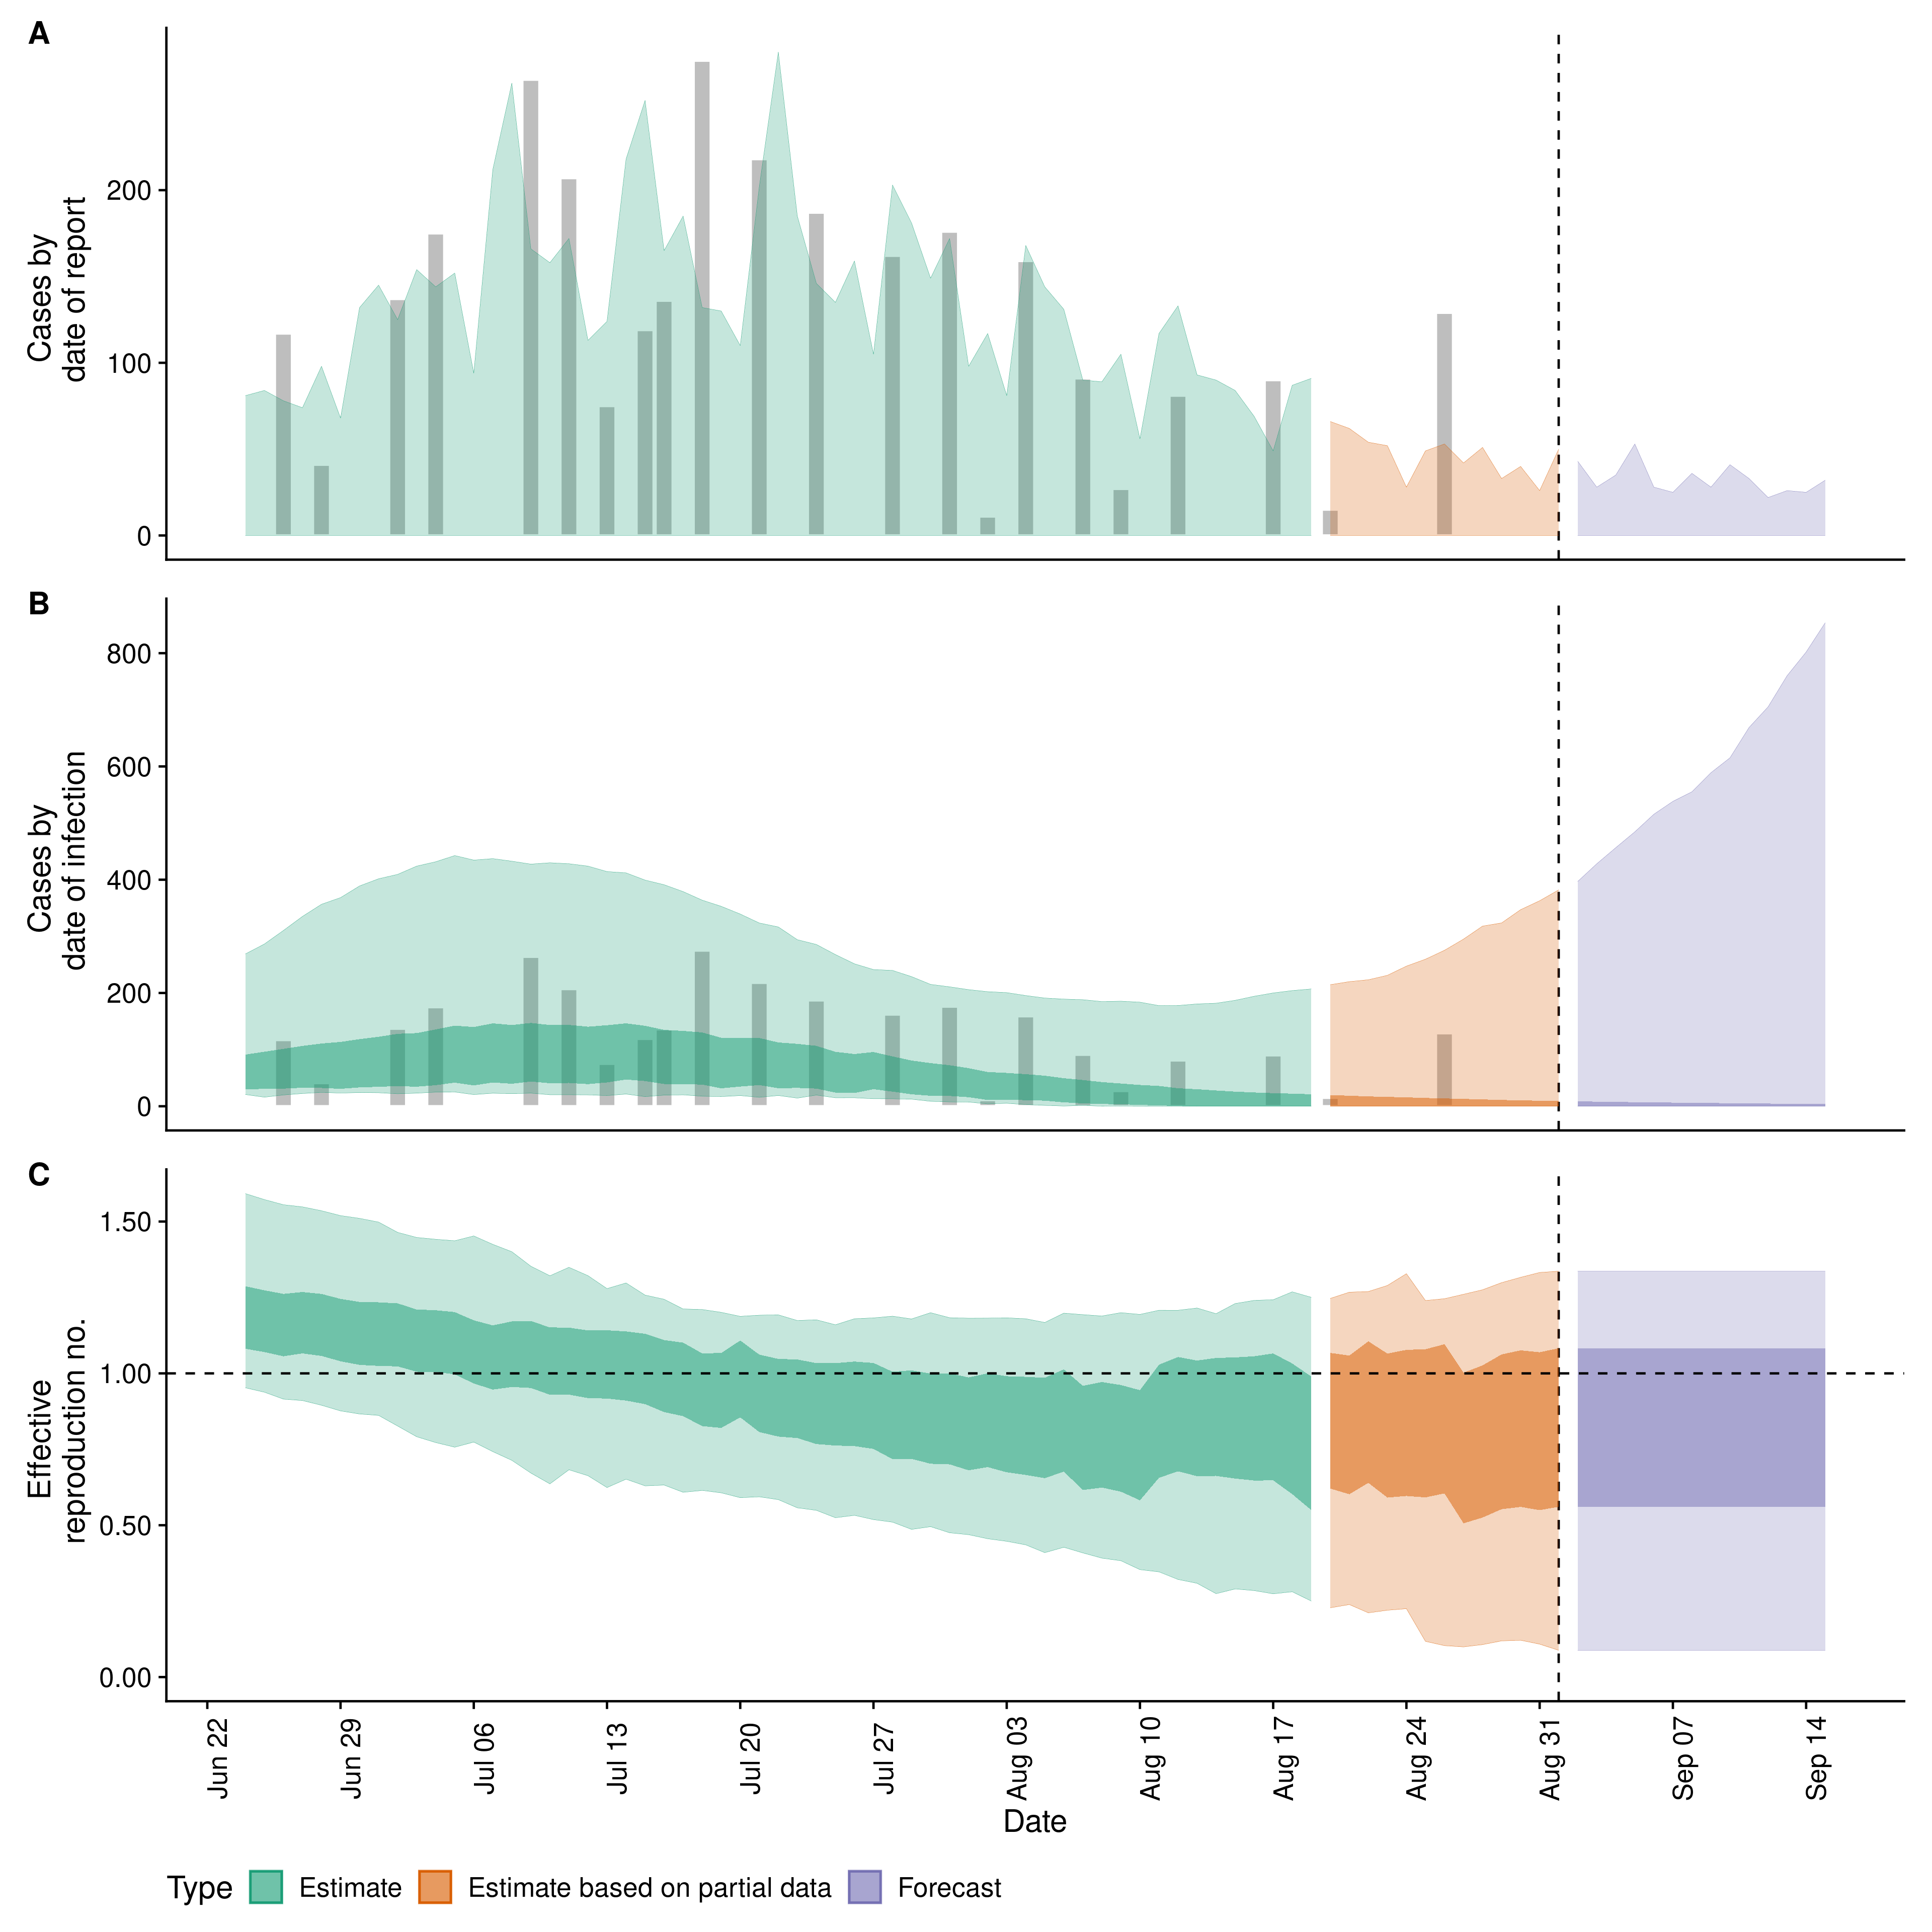 A
Cases by
date of report
200
100
0
B
Cases by
date of infection
800
600
400
200
0
C
Effective
reproduction no.
1.50
1.00
0.50
0.00
Jun 22
Jun 29
Jul 06
Jul 13
Jul 20
Jul 27
Aug 03
Aug 10
Aug 17
Aug 24
Aug 31
Sep 07
Sep 14
Date
Type Estimate Estimate based on partial data Forecast